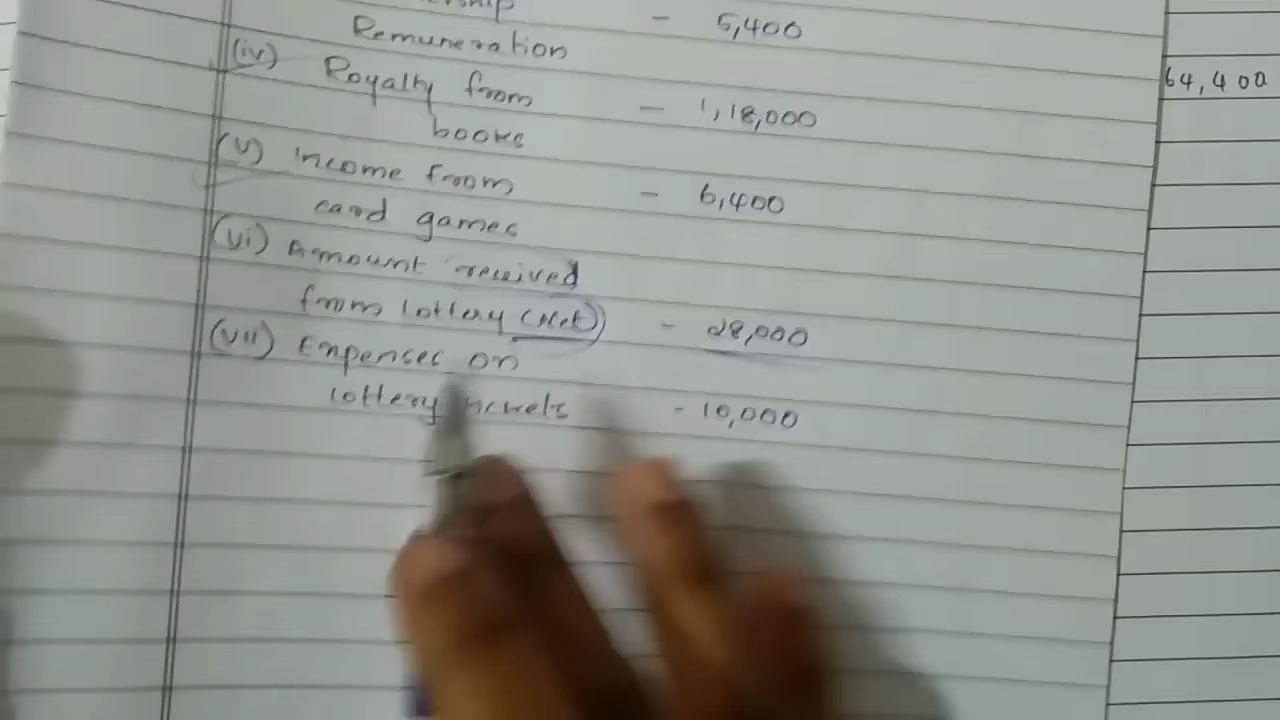 - 5,400
Remuneration
(iv) Royalty from - 1,18,000
books
(v) income from - 6,400
card games
(vi) Amount received
from lottery (Net) - 28,000
(vii) Expenses on
lottery - 10,000
64,400